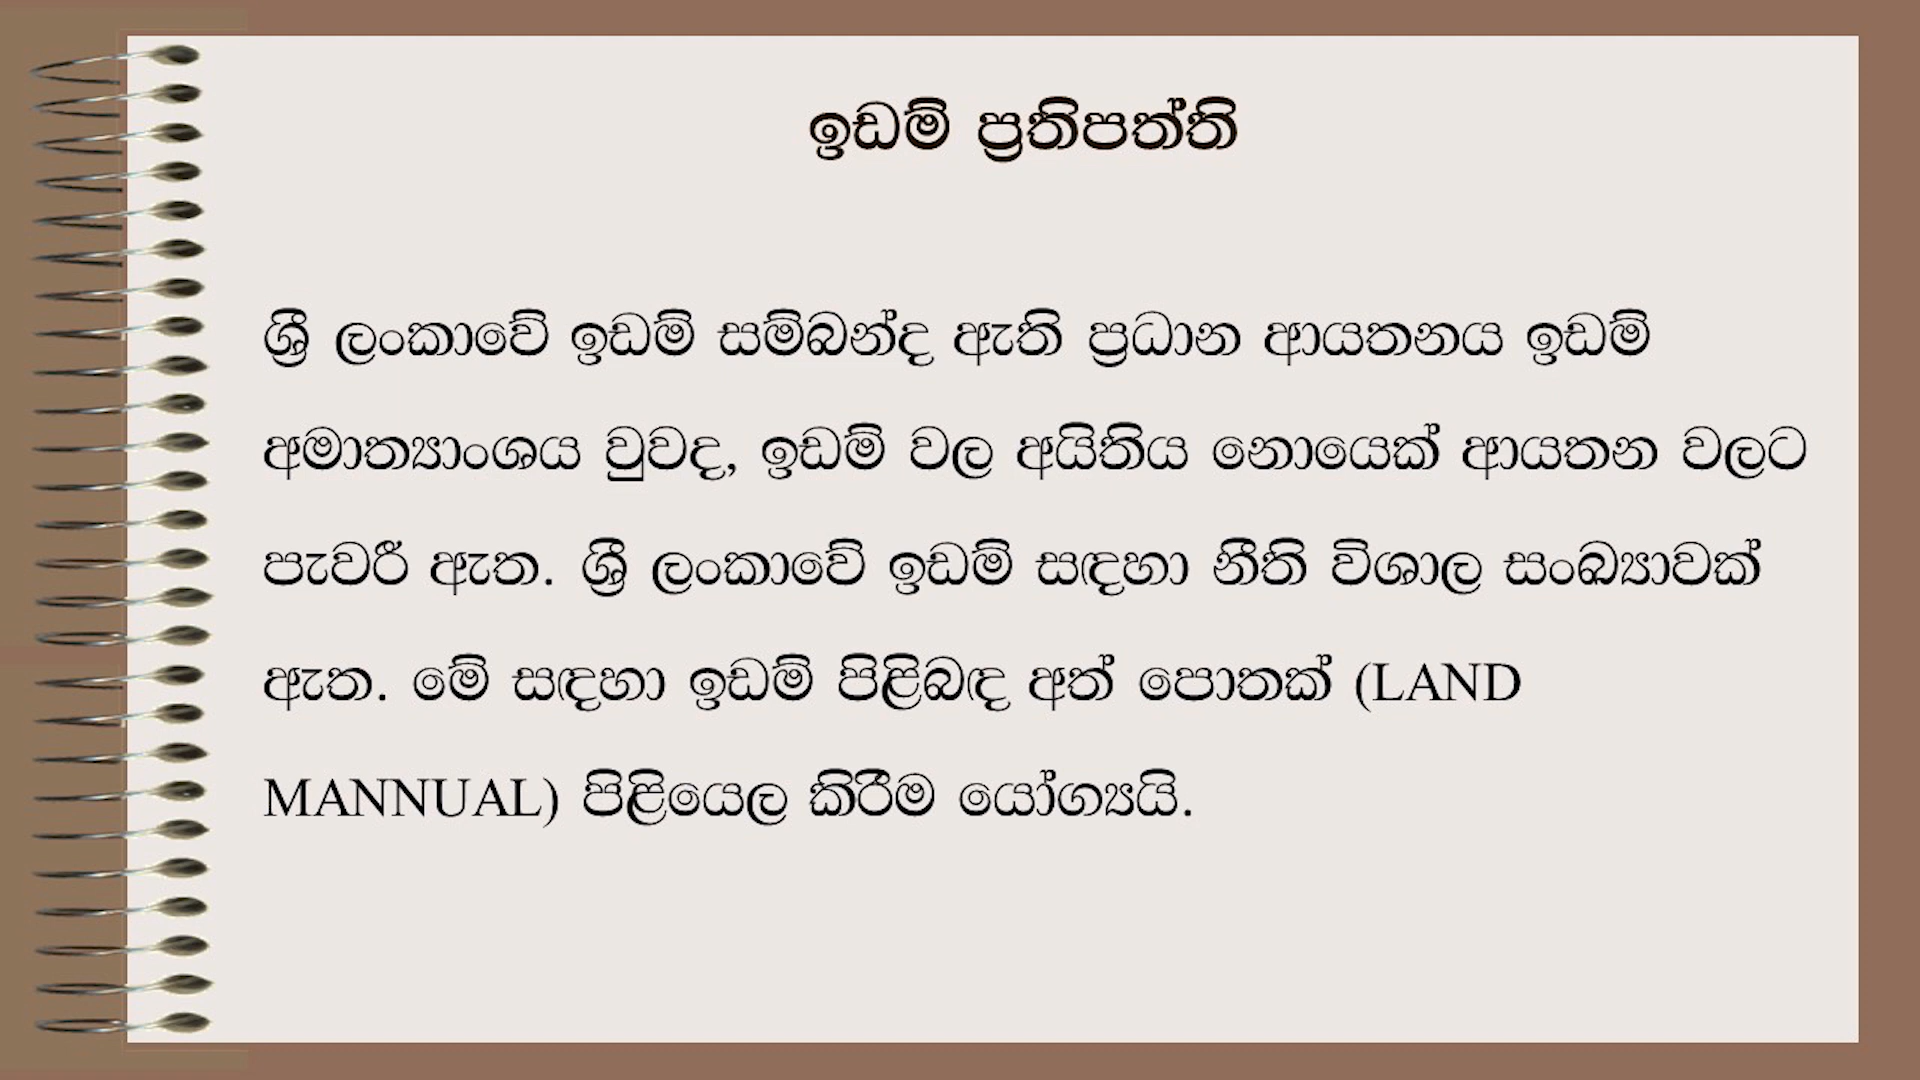 ඉඩම් ප්‍රතිපත්ති
ශ්‍රී ලංකාවේ ඉඩම් සම්බන්ද ඇති ප්‍රධාන ආයතනය ඉඩම්
අමාත්‍යාංශය වුවද, ඉඩම් වල අයිතිය නොයෙක් ආයතන වලට
පැවරී ඇත. ශ්‍රී ලංකාවේ ඉඩම් සඳහා නීති විශාල සංඛ්‍යාවක්
ඇත. මේ සඳහා ඉඩම් පිළිබඳ අත් පොතක් (LAND
MANNUAL) පිළියෙල කිරීම යෝග්‍යයි.